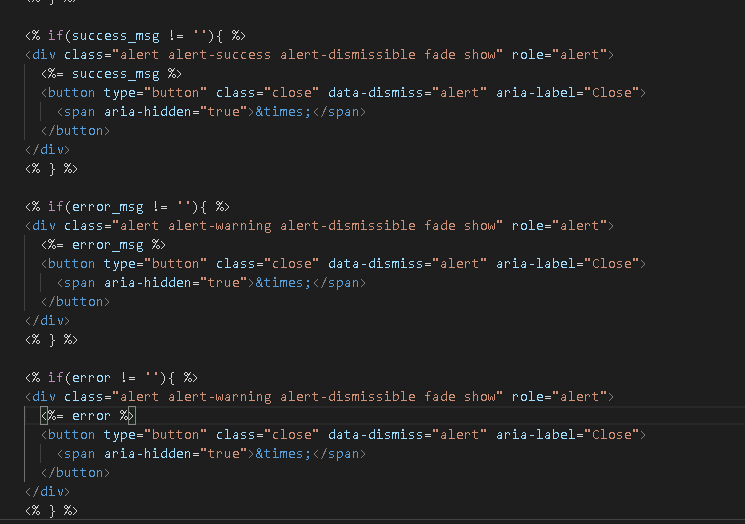 <% } %>
<% if(success_msg != ''){ %>
<div class="alert alert-success alert-dismissible fade show" role="alert">
<%= success_msg %>
<button type="button" class="close" data-dismiss="alert" aria-label="Close">
<span aria-hidden="true">&times;</span>
</button>
</div>
<% } %>
<% if(error_msg != ''){ %>
<div class="alert alert-warning alert-dismissible fade show" role="alert">
<%= error_msg %>
<button type="button" class="close" data-dismiss="alert" aria-label="Close">
<span aria-hidden="true">&times;</span>
</button>
</div>
<% } %>
<% if(error != ''){ %>
<div class="alert alert-warning alert-dismissible fade show" role="alert">
<%= error %>
<button type="button" class="close" data-dismiss="alert" aria-label="Close">
<span aria-hidden="true">&times;</span>
</button>
</div>
<% } %>